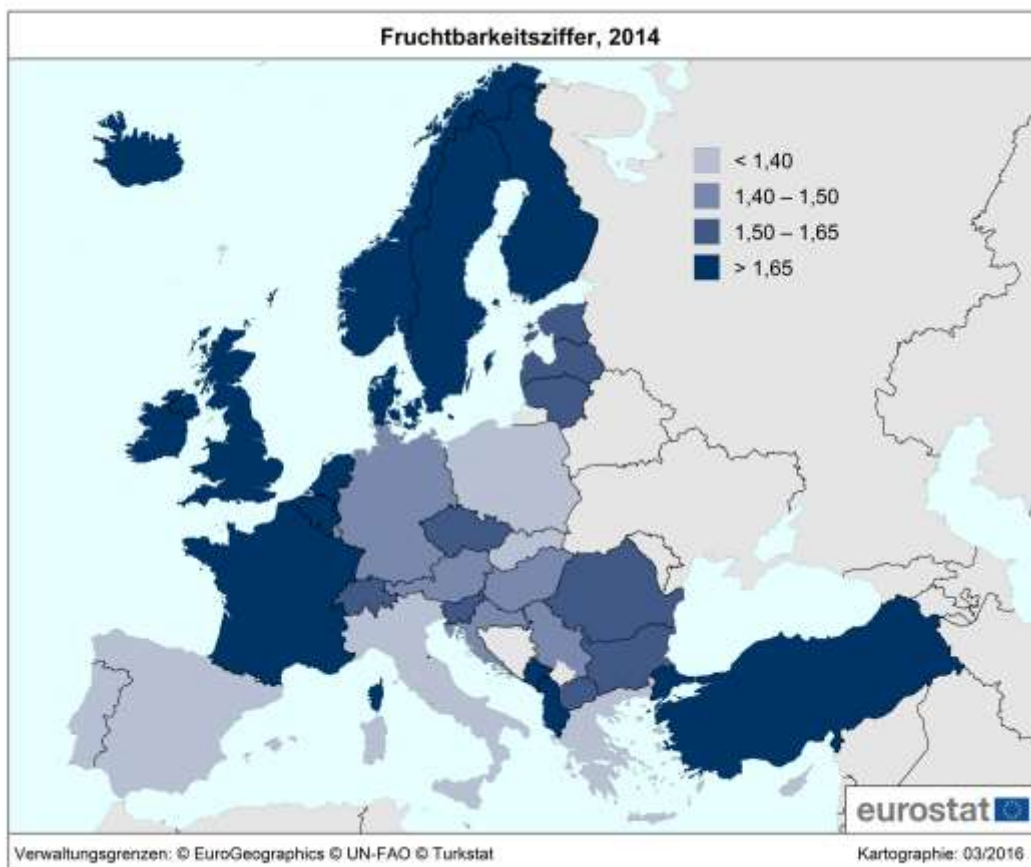 Fruchtbarkeitsziffer, 2014
< 1,40
1,40 – 1,50
1,50 – 1,65
> 1,65
eurostat
Verwaltungsgrenzen: © EuroGeographics © UN-FAO © Turkstat
Kartographie: 03/2016